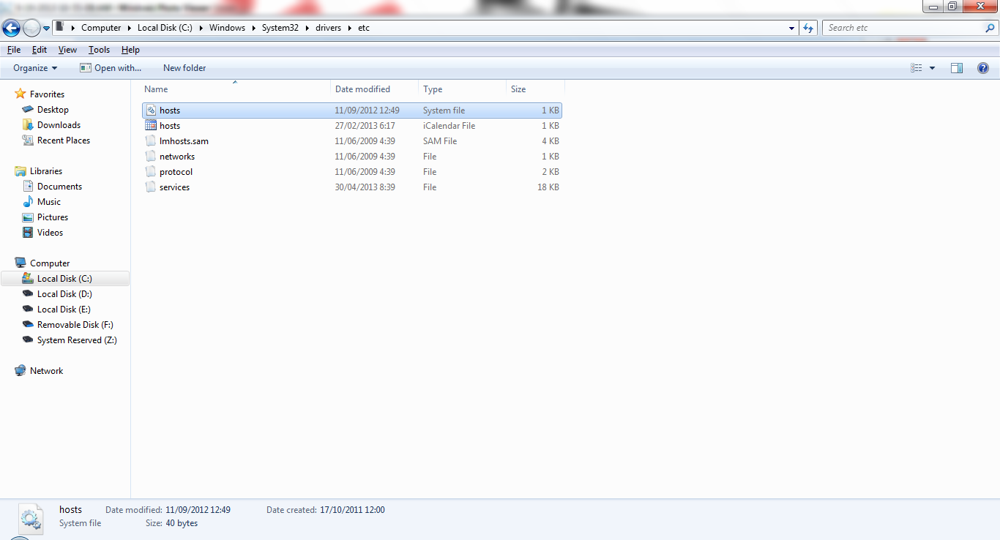 Computer Local Disk (C:) Windows System32 drivers etc Search etc
File Edit View Tools Help
Organize Open with... New folder
Name Date modified Type Size
hosts 11/09/2012 12:49 System file 1 KB
hosts 27/02/2013 6:17 iCalendar File 1 KB
lmhosts.sam 11/06/2009 4:39 SAM File 4 KB
networks 11/06/2009 4:39 File 1 KB
protocol 11/06/2009 4:39 File 2 KB
services 30/04/2013 8:39 File 18 KB
Favorites
Desktop
Downloads
Recent Places
Libraries
Documents
Music
Pictures
Videos
Computer
Local Disk (C:)
Local Disk (D:)
Local Disk (E:)
Removable Disk (F:)
System Reserved (Z:)
Network
hosts Date modified: 11/09/2012 12:49 Date created: 17/10/2011 12:00
System file Size: 40 bytes